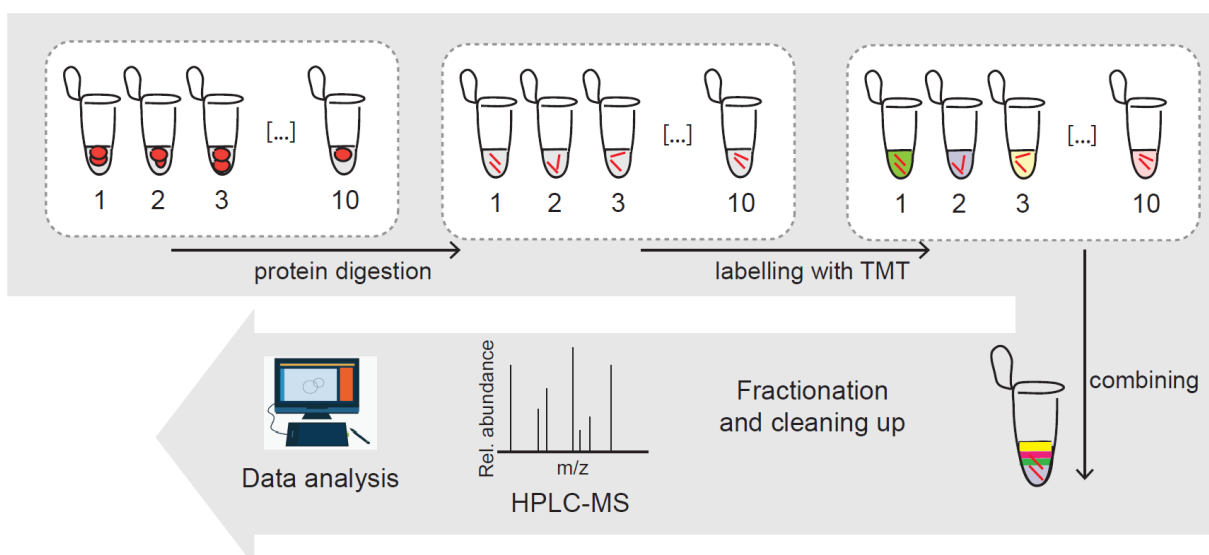 [...]
1 2 3 10
[...]
1 2 3 10
[...]
1 2 3 10
protein digestion
labelling with TMT
combining
Fractionation
and cleaning up
Rel. abundance
m/z
HPLC-MS
Data analysis